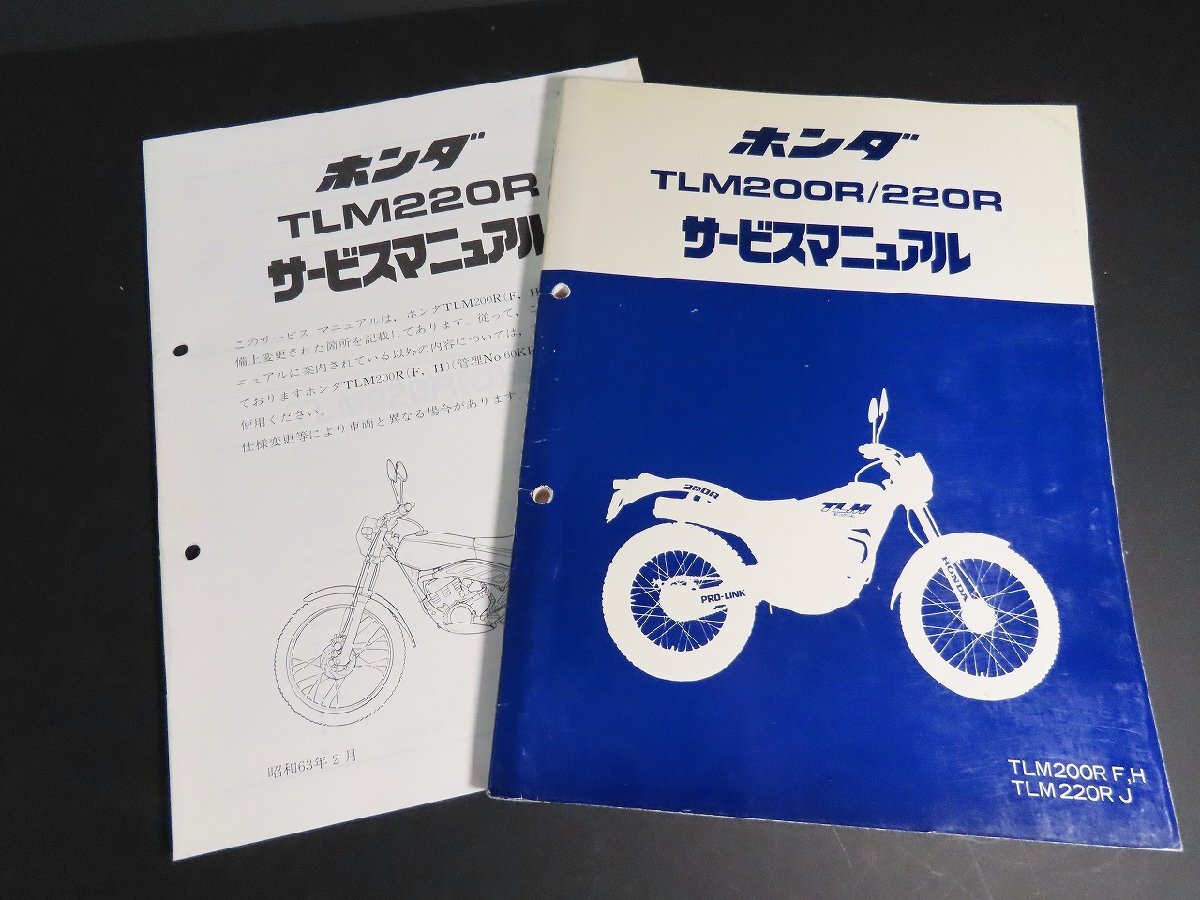 ホンダ
TLM220R
サービスマニュアル
このサービス マニュアルは，ホンダTLM200R(F，H
備上変更された箇所を記載してあります。従って，こ
ニュアルに案内されている以外の内容については，
ておりますホンダTLM200R(F，H)(管理No 60K
使用ください。
仕様変更等により車両と異なる場合があります。
昭和63年2月
ホンダ
TLM200R/220R
サービスマニュアル
220R
TLM
PRO-LINK
HONDA
TLM200R F,H
TLM220R J